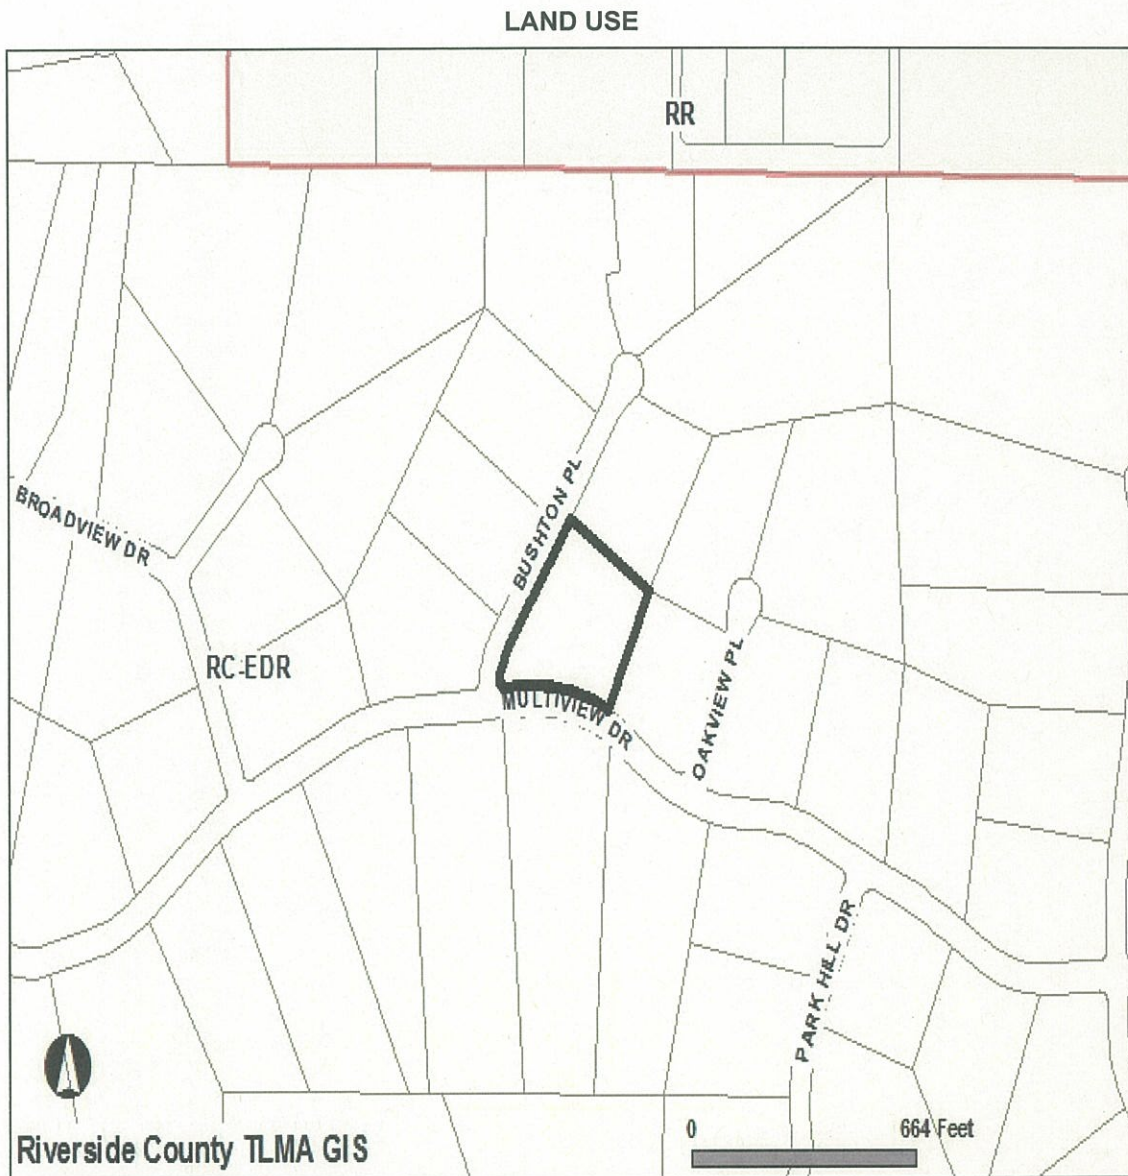 LAND USE
RR
BROADVIEW DR
BUSHTON PL
RC-EDR
MULTIVIEW DR
OAKVIEW PL
PARK HILL DR
0 664 Feet
Riverside County TLMA GIS